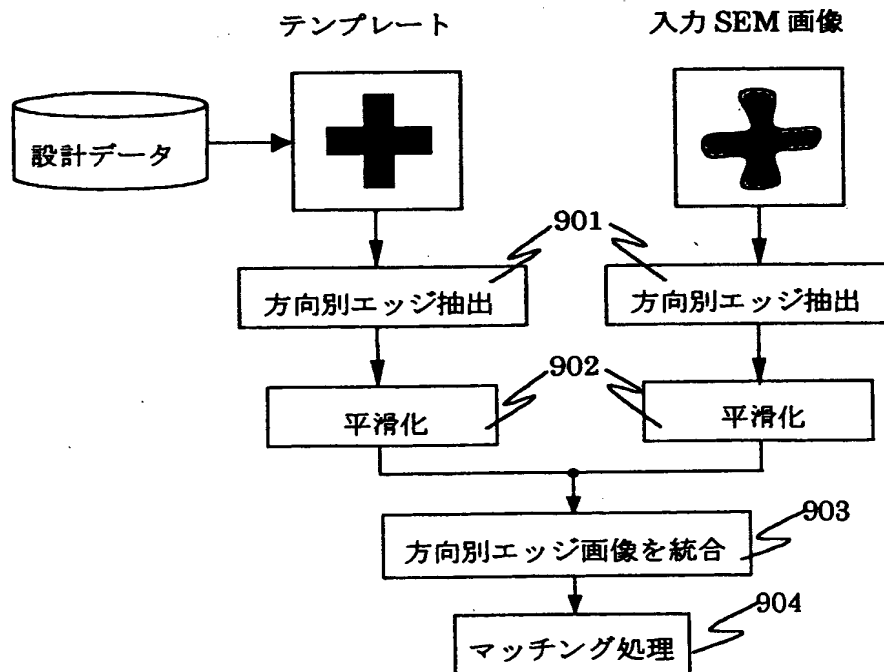 テンプレート
入力 SEM 画像
設計データ
901
方向別エッジ抽出
方向別エッジ抽出
902
平滑化
平滑化
903
方向別エッジ画像を統合
904
マッチング処理